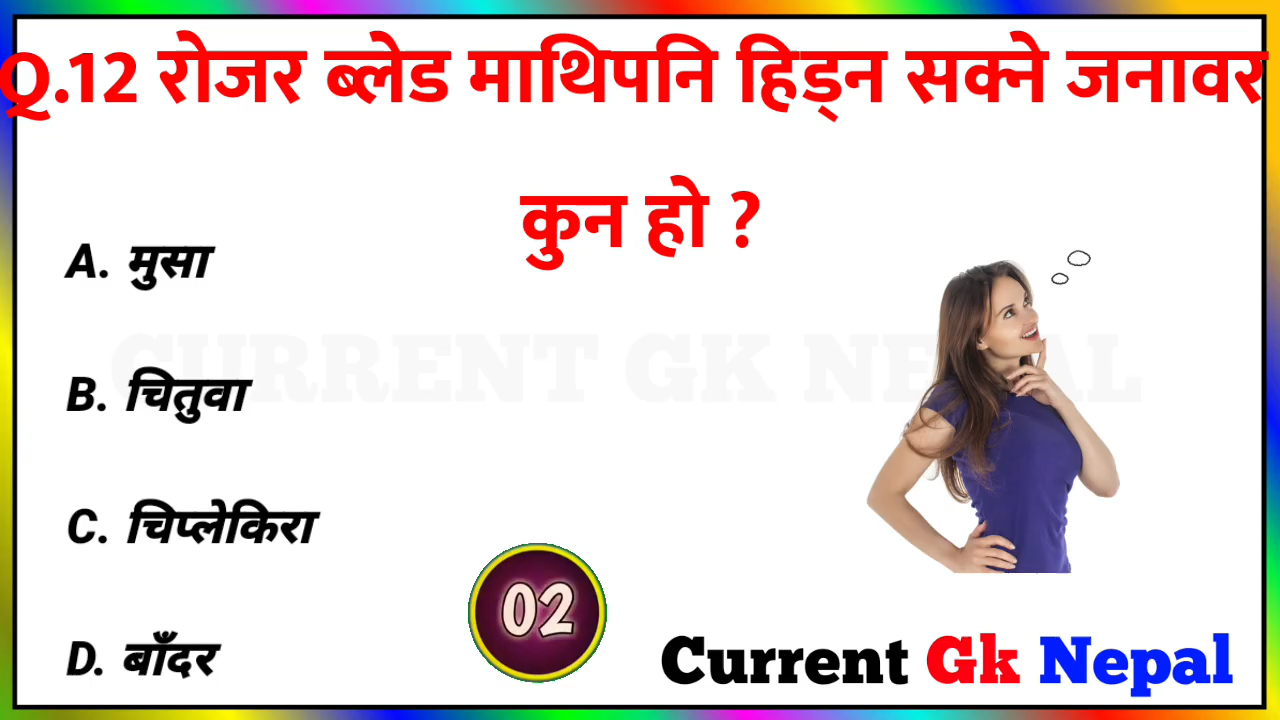 Q.12 रोजर ब्लेड माथिपनि हिड्न सक्ने जनावर
कुन हो ?
A. मुसा
B. चितुवा
CURRENT GK NEPAL
C. चिप्लेकिरा
02
D. बाँदर
Current Gk Nepal